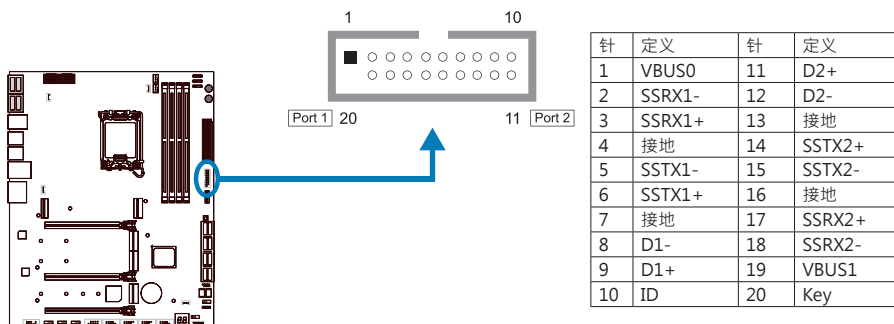 1 10
Port 1 20 11 Port 2
针 定义 针 定义
1 VBUS0 11 D2+
2 SSRX1- 12 D2-
3 SSRX1+ 13 接地
4 接地 14 SSTX2+
5 SSTX1- 15 SSTX2-
6 SSTX1+ 16 接地
7 接地 17 SSRX2+
8 D1- 18 SSRX2-
9 D1+ 19 VBUS1
10 ID 20 Key